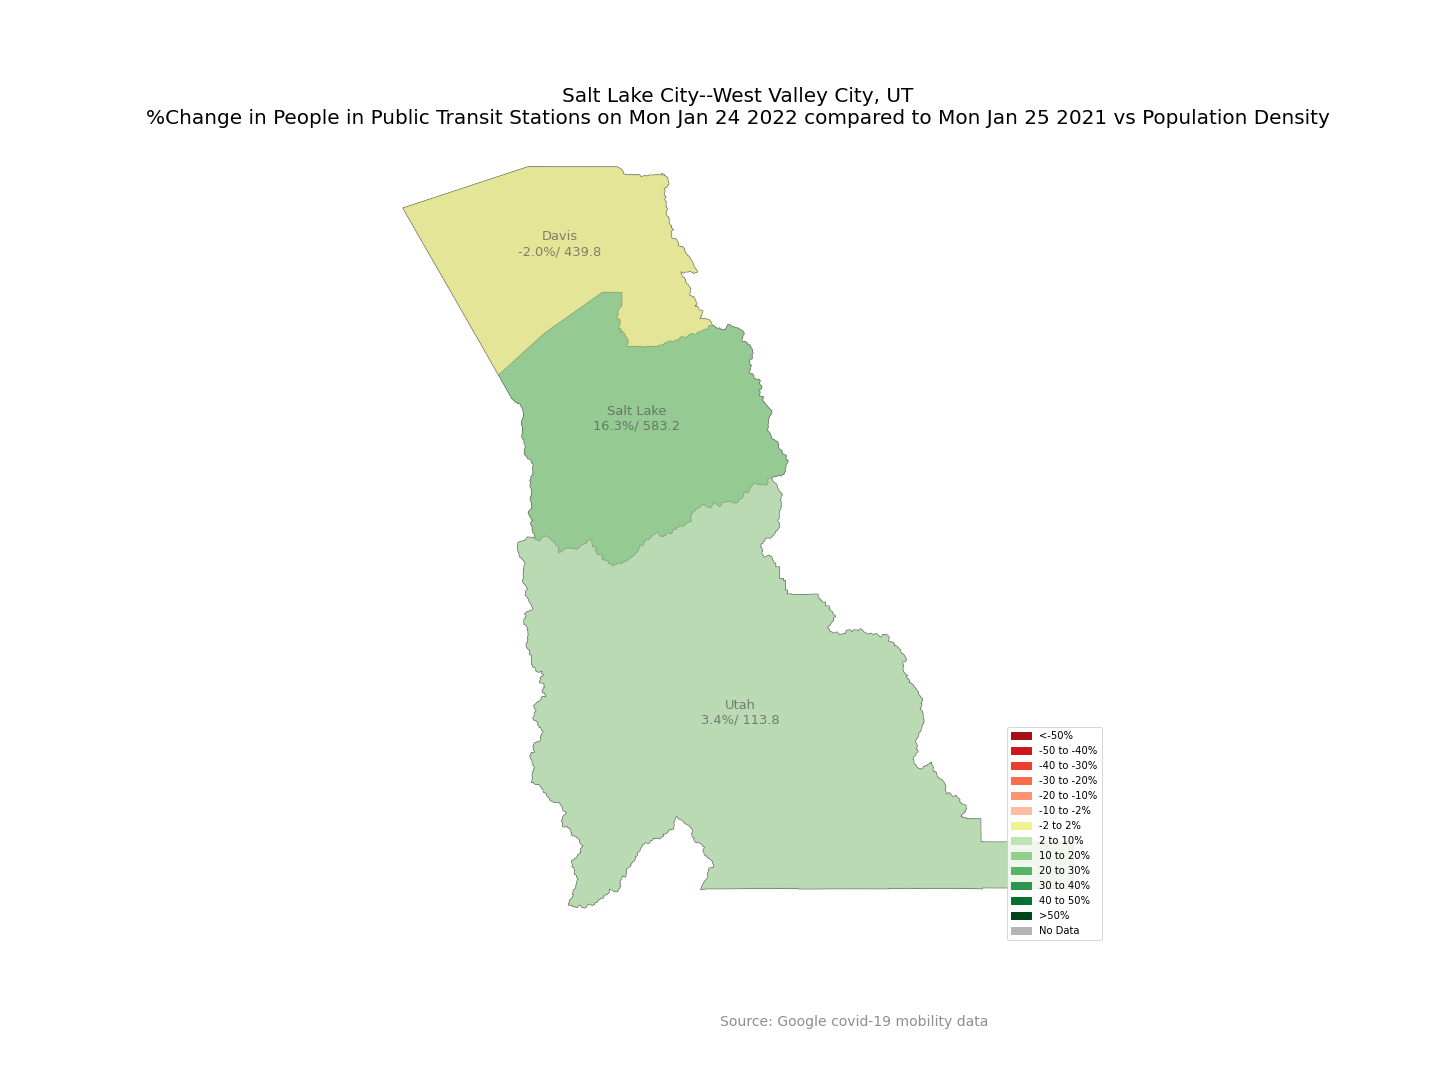 Salt Lake City--West Valley City, UT
%Change in People in Public Transit Stations on Mon Jan 24 2022 compared to Mon Jan 25 2021 vs Population Density
Davis
-2.0%/ 439.8
Salt Lake
16.3%/ 583.2
Utah
3.4%/ 113.8
<-50%
-50 to -40%
-40 to -30%
-30 to -20%
-20 to -10%
-10 to -2%
-2 to 2%
2 to 10%
10 to 20%
20 to 30%
30 to 40%
40 to 50%
>50%
No Data
Source: Google covid-19 mobility data